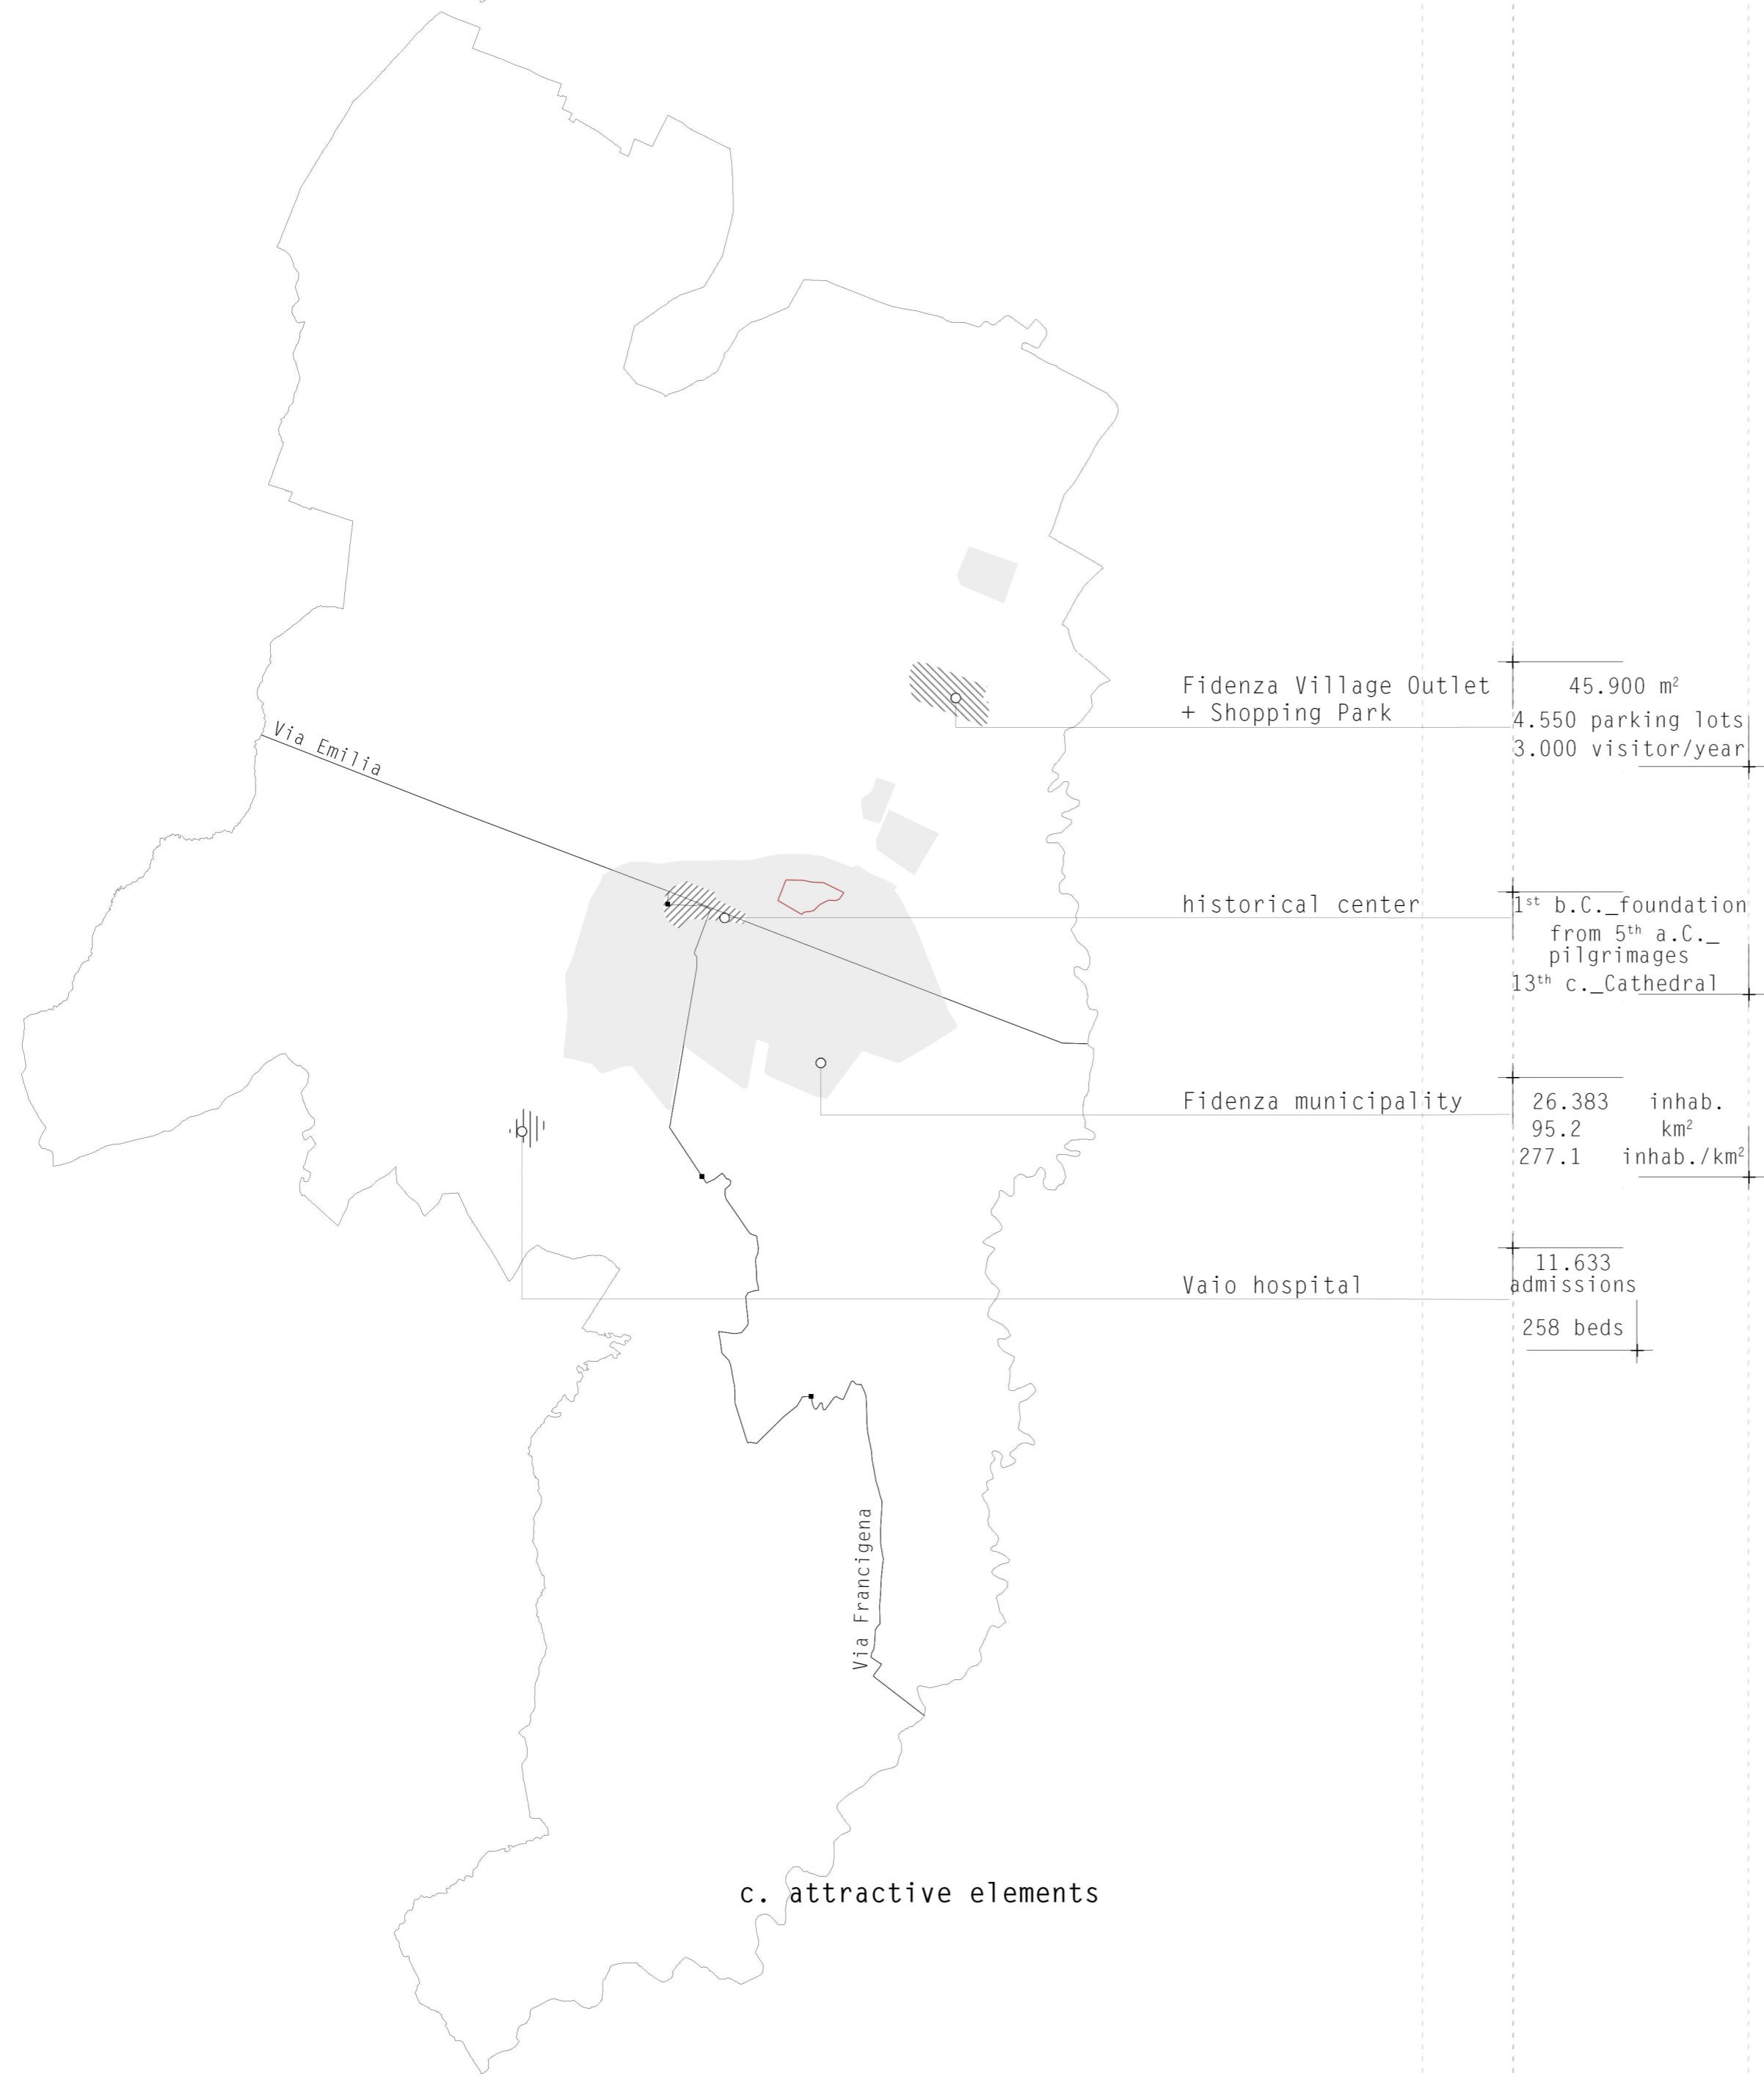 Via Emilia
Fidenza Village Outlet
+ Shopping Park
45.900 m²
4.550 parking lots
3.000 visitor/year
historical center
1st b.C._foundation
from 5th a.C._
pilgrimages
13th c._Cathedral
Fidenza municipality
26.383 inhab.
95.2 km²
277.1 inhab./km²
Vaio hospital
11.633
admissions
258 beds
Via Francigena
c. attractive elements